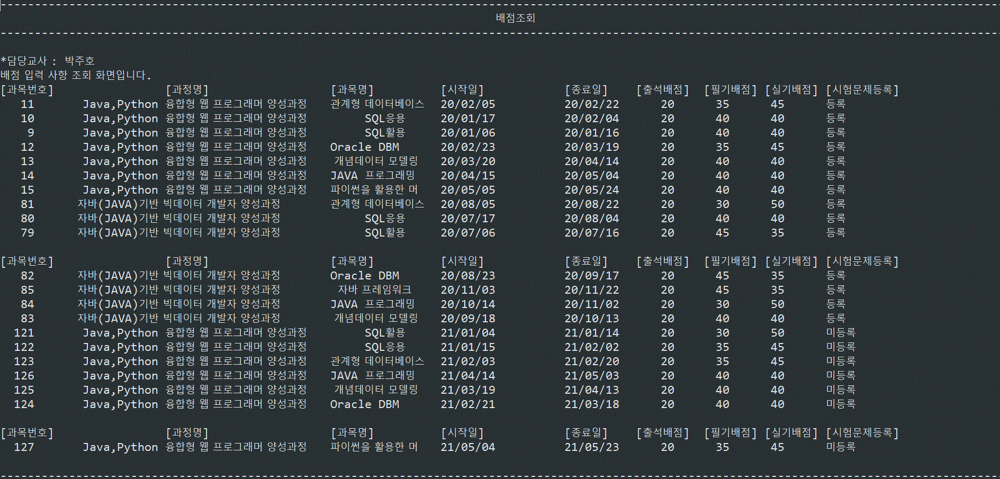 --------------------------------------------------------------------------------------------------------------------------------------------------
배점조회
--------------------------------------------------------------------------------------------------------------------------------------------------
*담당교사 : 박주호
배점 입력 사항 조회 화면입니다.
[과목번호] [과정명] [과목명] [시작일] [종료일] [출석배점] [필기배점] [실기배점] [시험문제등록]
11 Java,Python 융합형 웹 프로그래머 양성과정 관계형 데이터베이스 20/02/05 20/02/22 20 35 45 등록
10 Java,Python 융합형 웹 프로그래머 양성과정 SQL응용 20/01/17 20/02/04 20 40 40 등록
9 Java,Python 융합형 웹 프로그래머 양성과정 SQL활용 20/01/06 20/01/16 20 40 40 등록
12 Java,Python 융합형 웹 프로그래머 양성과정 Oracle DBM 20/02/23 20/03/19 20 35 45 등록
13 Java,Python 융합형 웹 프로그래머 양성과정 개념데이터 모델링 20/03/20 20/04/14 20 40 40 등록
14 Java,Python 융합형 웹 프로그래머 양성과정 JAVA 프로그래밍 20/04/15 20/05/04 20 40 40 등록
15 Java,Python 융합형 웹 프로그래머 양성과정 파이썬을 활용한 머 20/05/05 20/05/24 20 40 40 등록
81 자바(JAVA)기반 빅데이터 개발자 양성과정 관계형 데이터베이스 20/08/05 20/08/22 20 30 50 등록
80 자바(JAVA)기반 빅데이터 개발자 양성과정 SQL응용 20/07/17 20/08/04 20 40 40 등록
79 자바(JAVA)기반 빅데이터 개발자 양성과정 SQL활용 20/07/06 20/07/16 20 45 35 등록
[과목번호] [과정명] [과목명] [시작일] [종료일] [출석배점] [필기배점] [실기배점] [시험문제등록]
82 자바(JAVA)기반 빅데이터 개발자 양성과정 Oracle DBM 20/08/23 20/09/17 20 45 35 등록
85 자바(JAVA)기반 빅데이터 개발자 양성과정 자바 프레임워크 20/11/03 20/11/22 20 45 35 등록
84 자바(JAVA)기반 빅데이터 개발자 양성과정 JAVA 프로그래밍 20/10/14 20/11/02 20 30 50 등록
83 자바(JAVA)기반 빅데이터 개발자 양성과정 개념데이터 모델링 20/09/18 20/10/13 20 40 40 등록
121 Java,Python 융합형 웹 프로그래머 양성과정 SQL활용 21/01/04 21/01/14 20 30 50 미등록
122 Java,Python 융합형 웹 프로그래머 양성과정 SQL응용 21/01/15 21/02/02 20 35 45 미등록
123 Java,Python 융합형 웹 프로그래머 양성과정 관계형 데이터베이스 21/02/03 21/02/20 20 35 45 미등록
126 Java,Python 융합형 웹 프로그래머 양성과정 JAVA 프로그래밍 21/04/14 21/05/03 20 40 40 미등록
125 Java,Python 융합형 웹 프로그래머 양성과정 개념데이터 모델링 21/03/19 21/04/13 20 40 40 미등록
124 Java,Python 융합형 웹 프로그래머 양성과정 Oracle DBM 21/02/21 21/03/18 20 40 40 미등록
[과목번호] [과정명] [과목명] [시작일] [종료일] [출석배점] [필기배점] [실기배점] [시험문제등록]
127 Java,Python 융합형 웹 프로그래머 양성과정 파이썬을 활용한 머 21/05/04 21/05/23 20 35 45 미등록
--------------------------------------------------------------------------------------------------------------------------------------------------